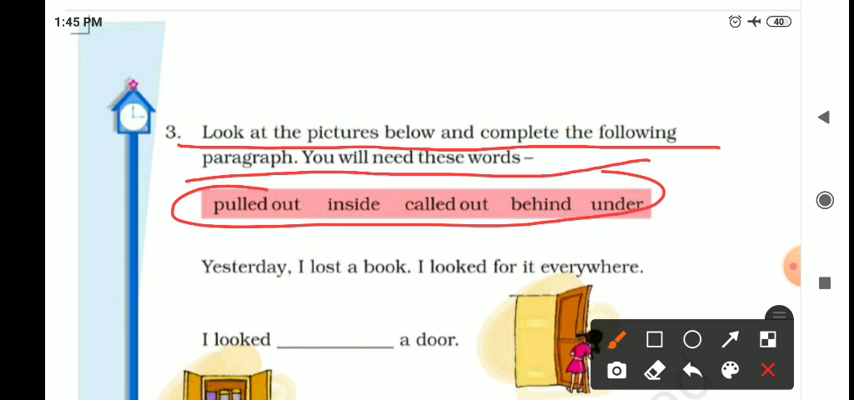 1:45 PM
40
3. Look at the pictures below and complete the following
paragraph. You will need these words –
pulled out inside called out behind under
Yesterday, I lost a book. I looked for it everywhere.
I looked ____________ a door.